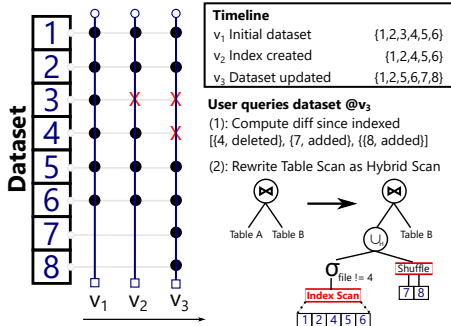 Dataset
1
2
3
4
5
6
7
8
X X
X
v1 v2 v3
Timeline
v1 Initial dataset {1,2,3,4,5,6}
v2 Index created {1,2,4,5,6}
v3 Dataset updated {1,2,5,6,7,8}
User queries dataset @v3
(1): Compute diff since indexed
[{4, deleted}, {7, added}, {{8, added}]
(2): Rewrite Table Scan as Hybrid Scan
⋈ ⋈
Table A Table B ∪H Table B
σ file != 4 Shuffle
Index Scan 7 8
1 2 4 5 6